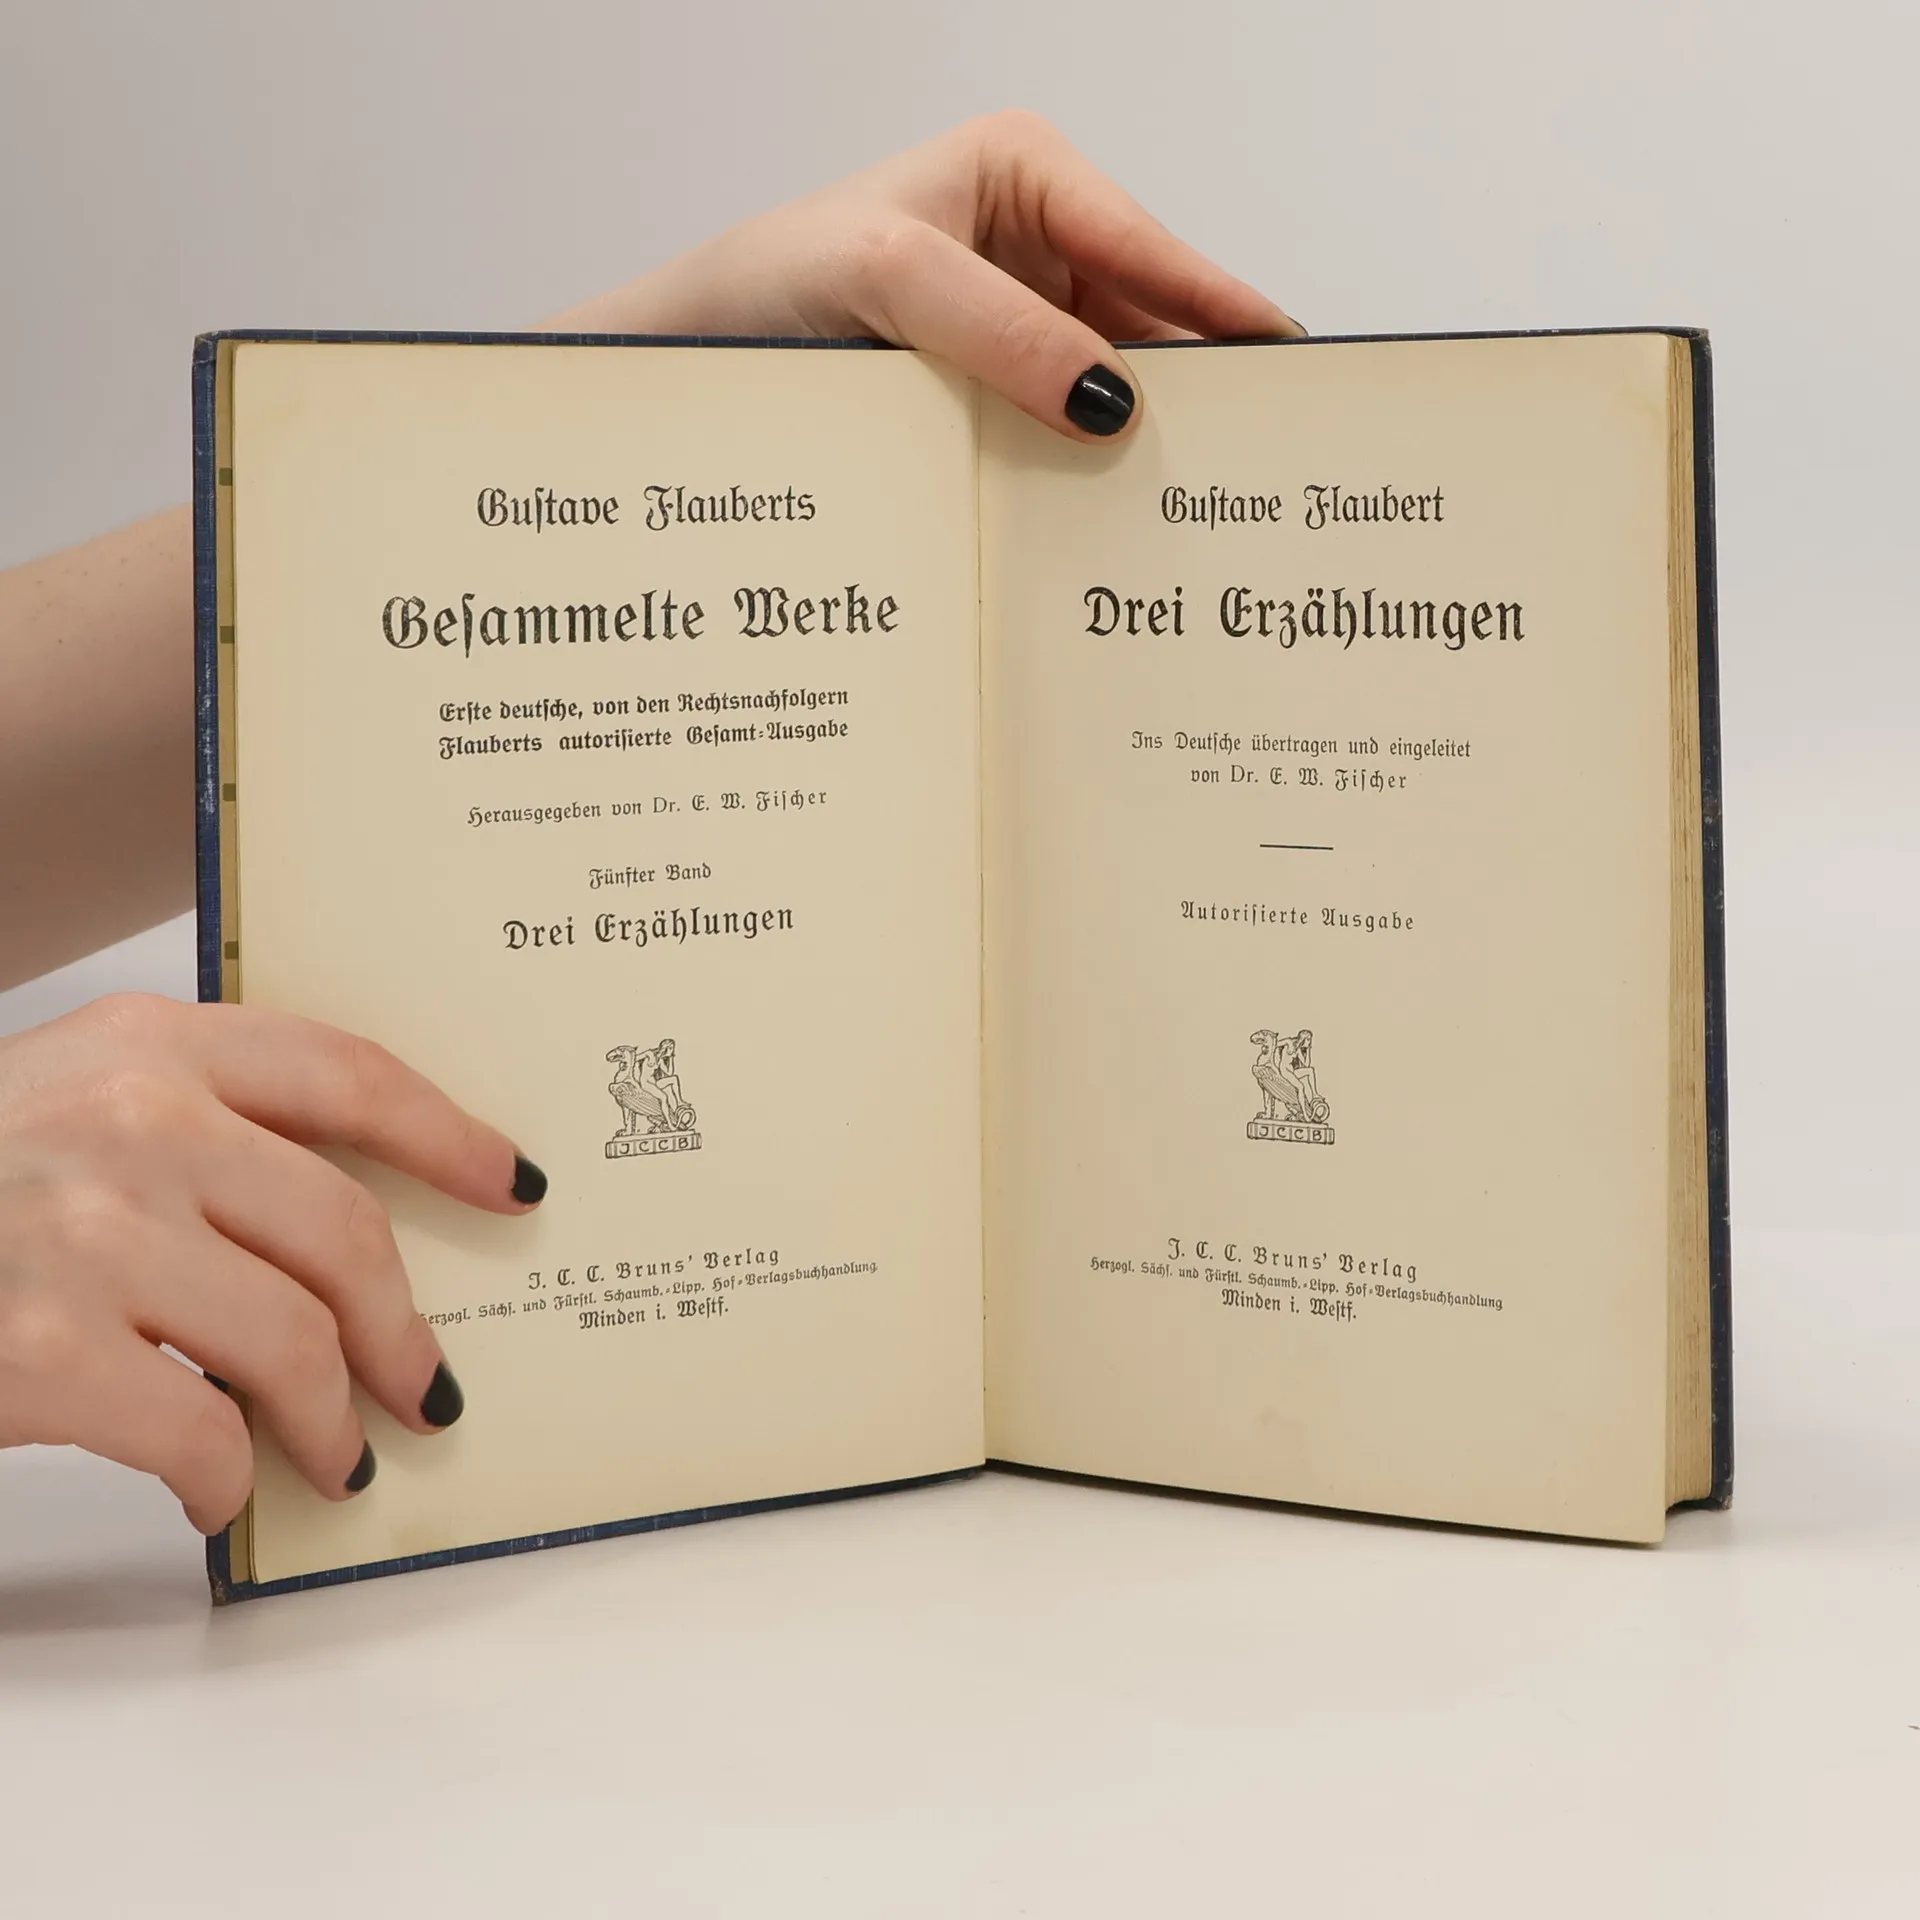 Guſtave Flauberts
Geſammelte Werke
Erſte deutſche, von den Rechtsnachfolgern
Flauberts autoriſierte Geſamt-Ausgabe
Herausgegeben von Dr. E. W. Fiſcher
Fünfter Band
Drei Erzählungen
JCCB
J. C. C. Bruns' Verlag
Herzogl. Sächſ. und Fürſtl. Schaumb.-Lipp. Hof-Verlagsbuchhandlung
Minden i. Weſtf.
Guſtave Flaubert
Drei Erzählungen
Ins Deutſche übertragen und eingeleitet
von Dr. E. W. Fiſcher
Autoriſierte Ausgabe
JCCB
J. C. C. Bruns' Verlag
Herzogl. Sächſ. und Fürſtl. Schaumb.-Lipp. Hof-Verlagsbuchhandlung
Minden i. Weſtf.